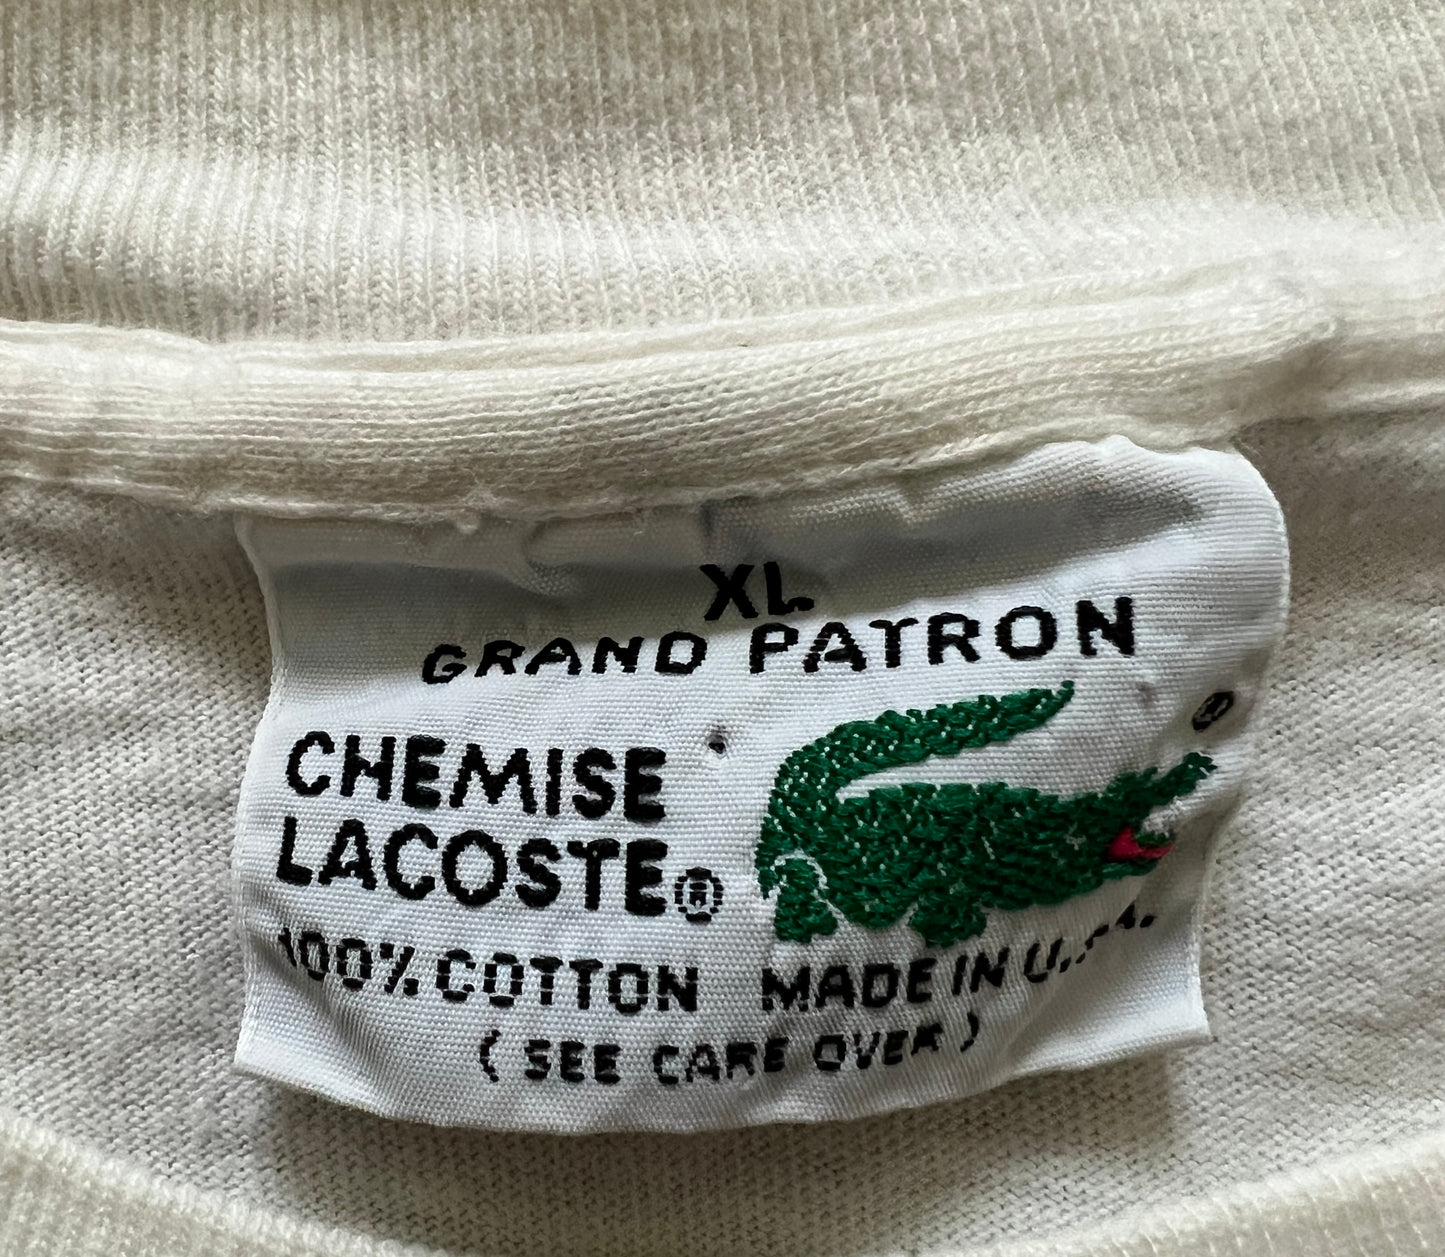 XL
GRAND PATRON
CHEMISE
LACOSTE®
®
100% COTTON MADE IN U.S.A.
( SEE CARE OVER )